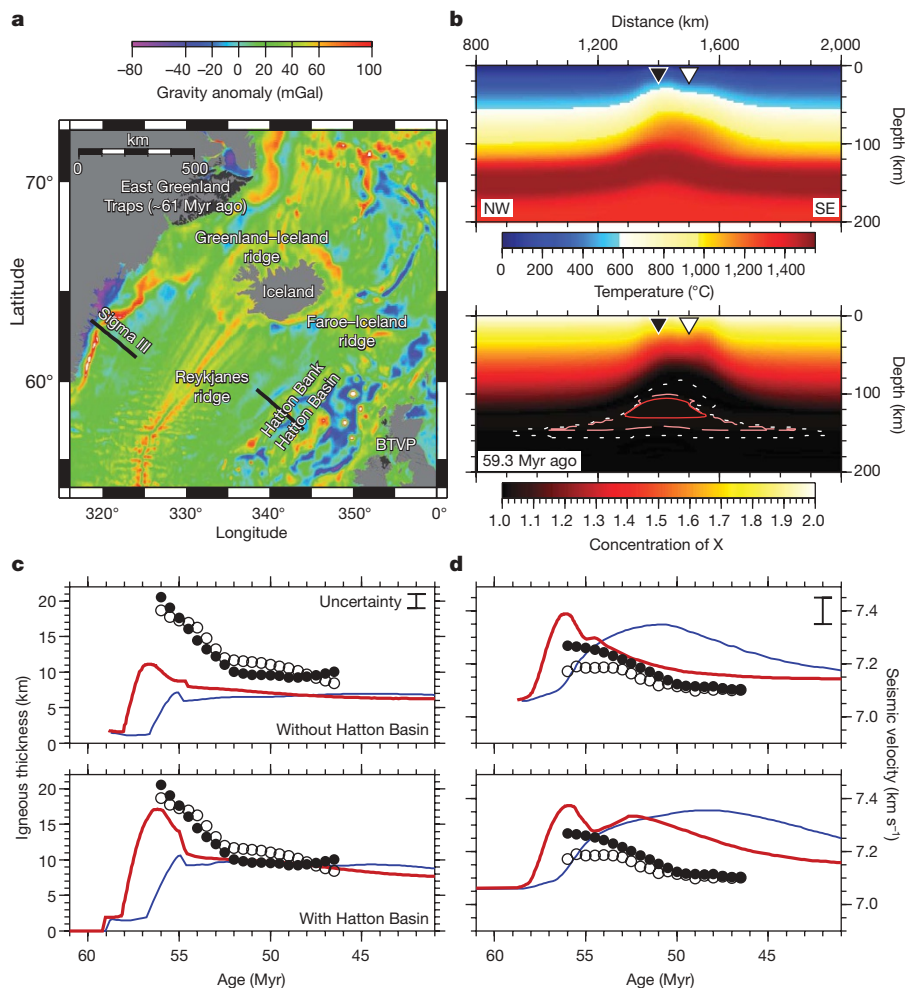 a
−80 −40 −20 0 20 40 60 100
Gravity anomaly (mGal)
km
0 500
70°
60°
Latitude
East Greenland
Traps (~61 Myr ago)
Greenland–Iceland
ridge
Iceland
Faroe–Iceland
ridge
Sigma III
Reykjanes
ridge
Hatton Bank
Hatton Basin
BTVP
320° 330° 340° 350° 0°
Longitude
b
Distance (km)
800 1,200 1,600 2,000
0
100
200
Depth (km)
NW SE
0 200 400 600 800 1,000 1,200 1,400
Temperature (°C)
0
100
200
Depth (km)
59.3 Myr ago
1.0 1.1 1.2 1.3 1.4 1.5 1.6 1.7 1.8 1.9 2.0
Concentration of X
c
20
15
10
5
0
Uncertainty
Without Hatton Basin
Igneous thickness (km)
20
15
10
5
0
With Hatton Basin
60 55 50 45
Age (Myr)
d
7.4
7.2
7.0
Seismic velocity (km s⁻¹)
7.4
7.2
7.0
60 55 50 45
Age (Myr)